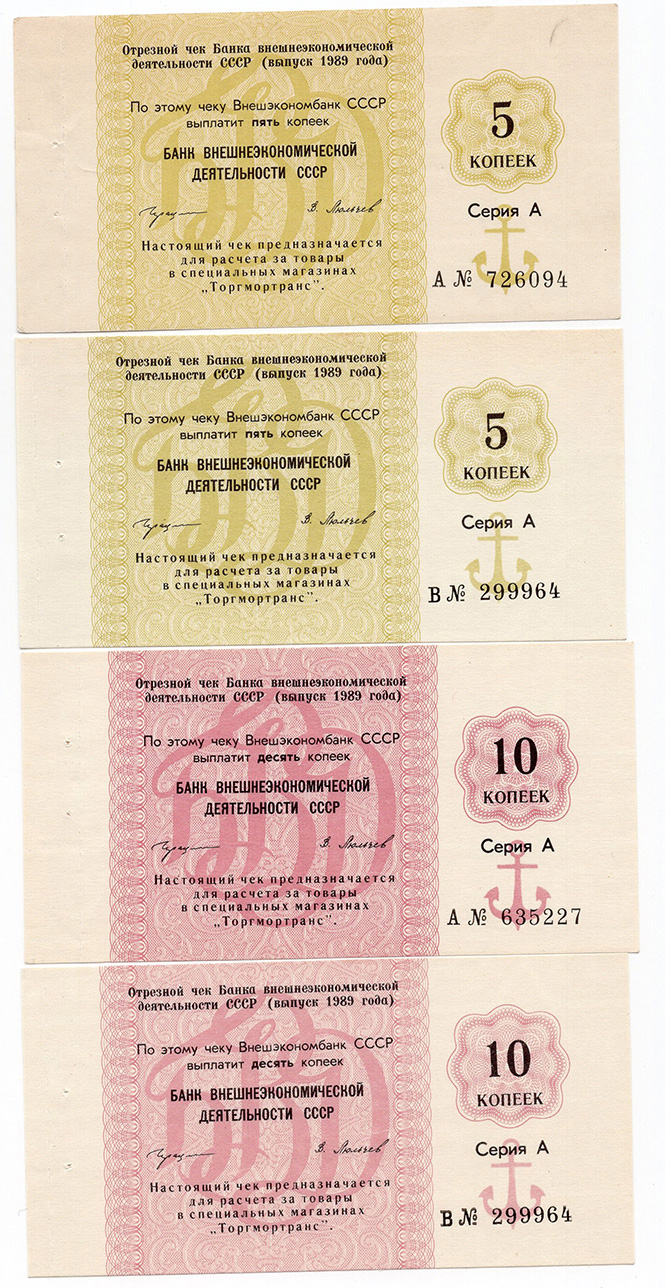 Отрезной чек Банка внешнеэкономической
деятельности СССР (выпуск 1989 года)
По этому чеку Внешэкономбанк СССР
выплатит пять копеек
БАНК ВНЕШНЕЭКОНОМИЧЕСКОЙ
ДЕЯТЕЛЬНОСТИ СССР
Настоящий чек предназначается
для расчета за товары
в специальных магазинах
„Торгмортранс".
5
КОПЕЕК
Серия А
А № 726094
Отрезной чек Банка внешнеэкономической
деятельности СССР (выпуск 1989 года)
По этому чеку Внешэкономбанк СССР
выплатит пять копеек
БАНК ВНЕШНЕЭКОНОМИЧЕСКОЙ
ДЕЯТЕЛЬНОСТИ СССР
Настоящий чек предназначается
для расчета за товары
в специальных магазинах
„Торгмортранс".
5
КОПЕЕК
Серия А
В № 299964
Отрезной чек Банка внешнеэкономической
деятельности СССР (выпуск 1989 года)
По этому чеку Внешэкономбанк СССР
выплатит десять копеек
БАНК ВНЕШНЕЭКОНОМИЧЕСКОЙ
ДЕЯТЕЛЬНОСТИ СССР
Настоящий чек предназначается
для расчета за товары
в специальных магазинах
„Торгмортранс".
10
КОПЕЕК
Серия А
А № 635227
Отрезной чек Банка внешнеэкономической
деятельности СССР (выпуск 1989 года)
По этому чеку Внешэкономбанк СССР
выплатит десять копеек
БАНК ВНЕШНЕЭКОНОМИЧЕСКОЙ
ДЕЯТЕЛЬНОСТИ СССР
Настоящий чек предназначается
для расчета за товары
в специальных магазинах
„Торгмортранс".
10
КОПЕЕК
Серия А
В № 299964